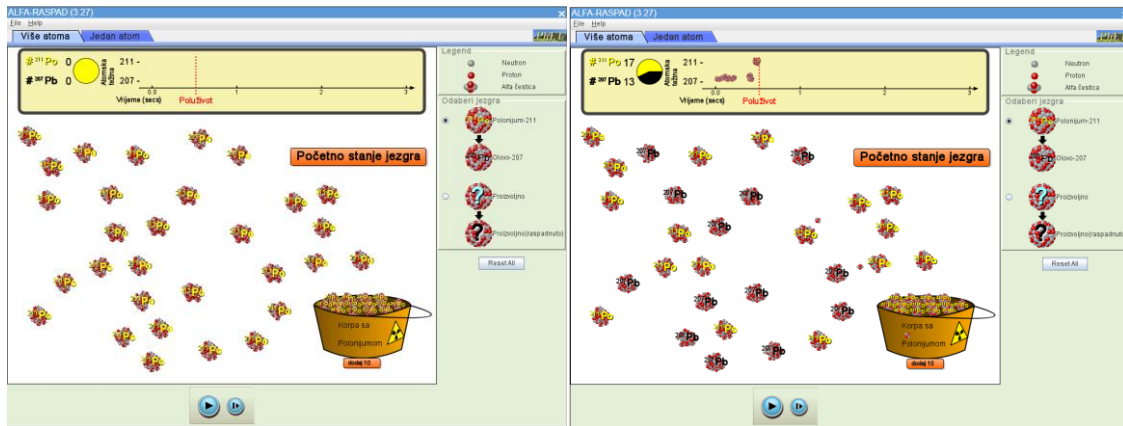 ALFA-RASPAD (3.27)
File Help
Više atoma Jedan atom
# 211 Po 0
# 207 Pb 0
Atomska težina
211 -
207 -
0.0 1 2 3
Vrijeme (secs) Poluživot
Početno stanje jezgra
Korpa sa
Polonijumom
dodaj 10
Legend
Neutron
Proton
Alfa čestica
Odaberi jezgra
Polonijum-211
Olovo-207
Proizvoljno
Proizvoljno(raspadnuto)
Reset All
ALFA-RASPAD (3.27)
File Help
Više atoma Jedan atom
# 211 Po 17
# 207 Pb 13
Atomska težina
211 -
207 -
0.0 1 2 3
Vrijeme (secs) Poluživot
Početno stanje jezgra
Korpa sa
Polonijumom
dodaj 10
Legend
Neutron
Proton
Alfa čestica
Odaberi jezgra
Polonijum-211
Olovo-207
Proizvoljno
Proizvoljno(raspadnuto)
Reset All